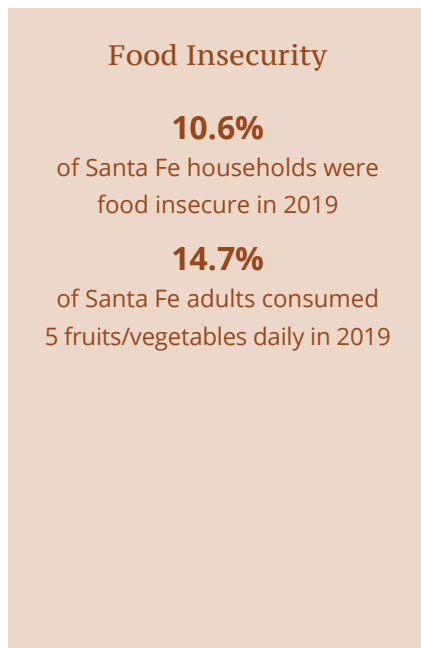 Food Insecurity
10.6%
of Santa Fe households were
food insecure in 2019
14.7%
of Santa Fe adults consumed
5 fruits/vegetables daily in 2019